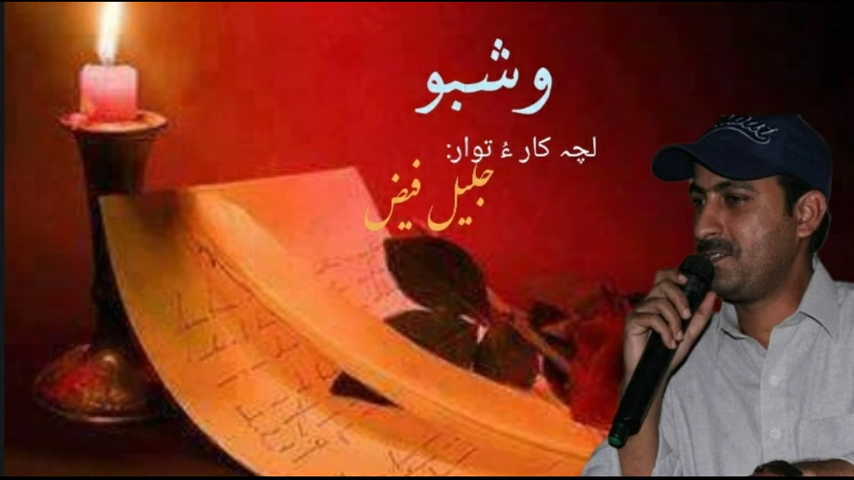 وشبو
لچہ کار ءُ توار:
جلیل فیض